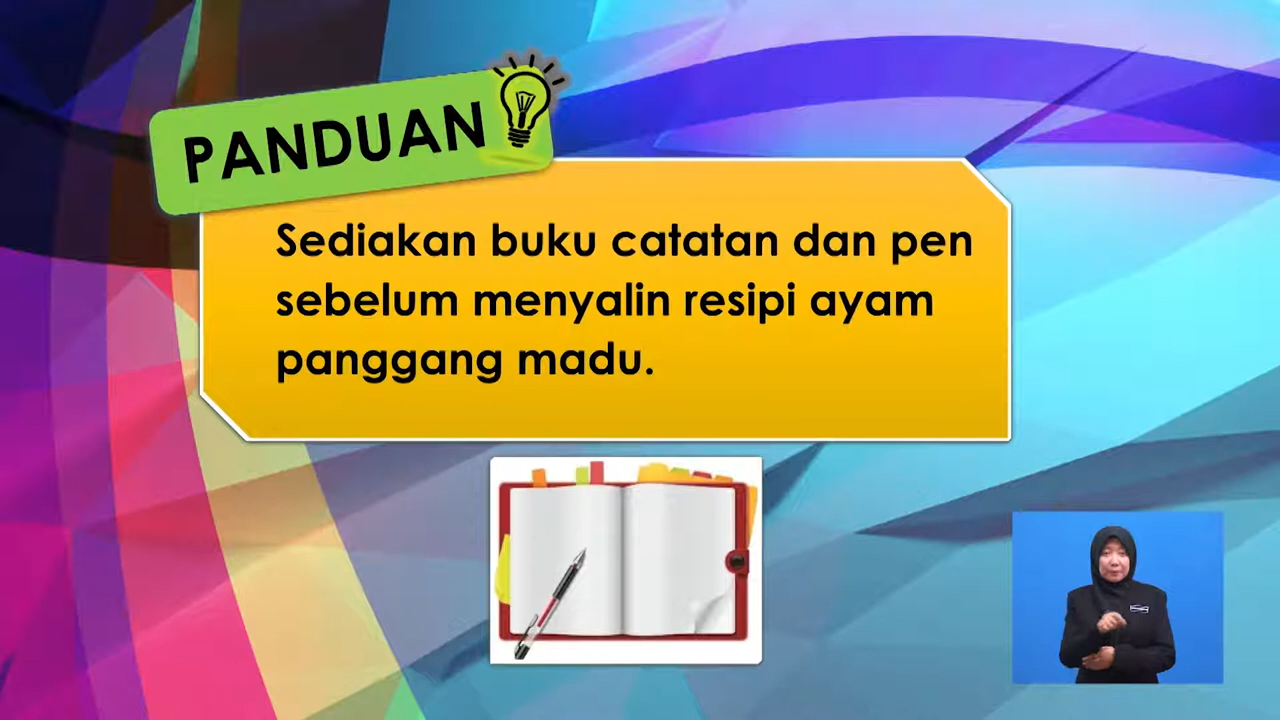 PANDUAN
Sediakan buku catatan dan pen
sebelum menyalin resipi ayam
panggang madu.